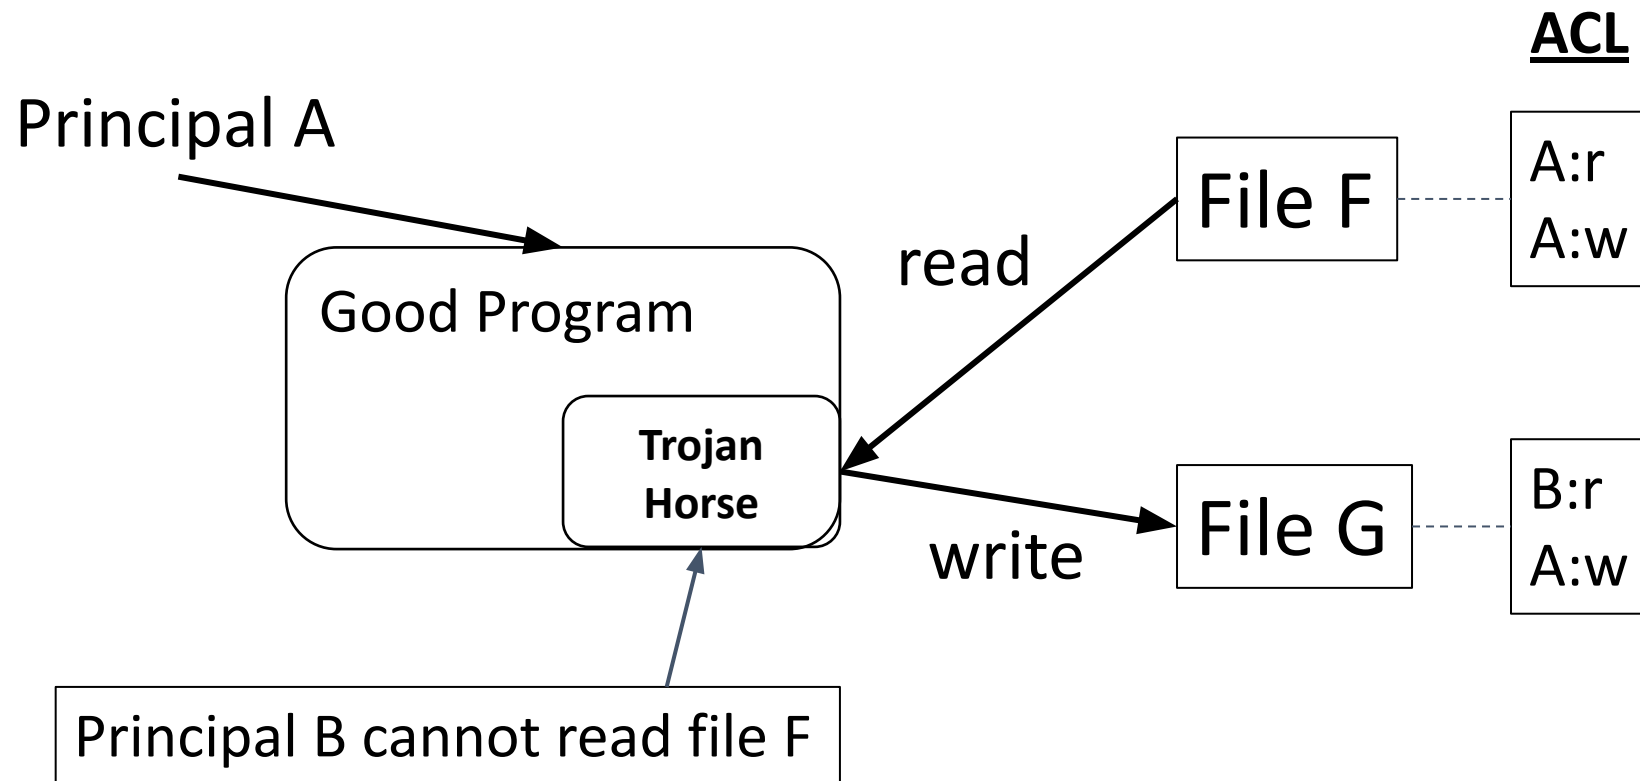 ACL
Principal A
A:r
File F
A:w
read
Good Program
Trojan
Horse
B:r
File G
A:w
write
Principal B cannot read file F